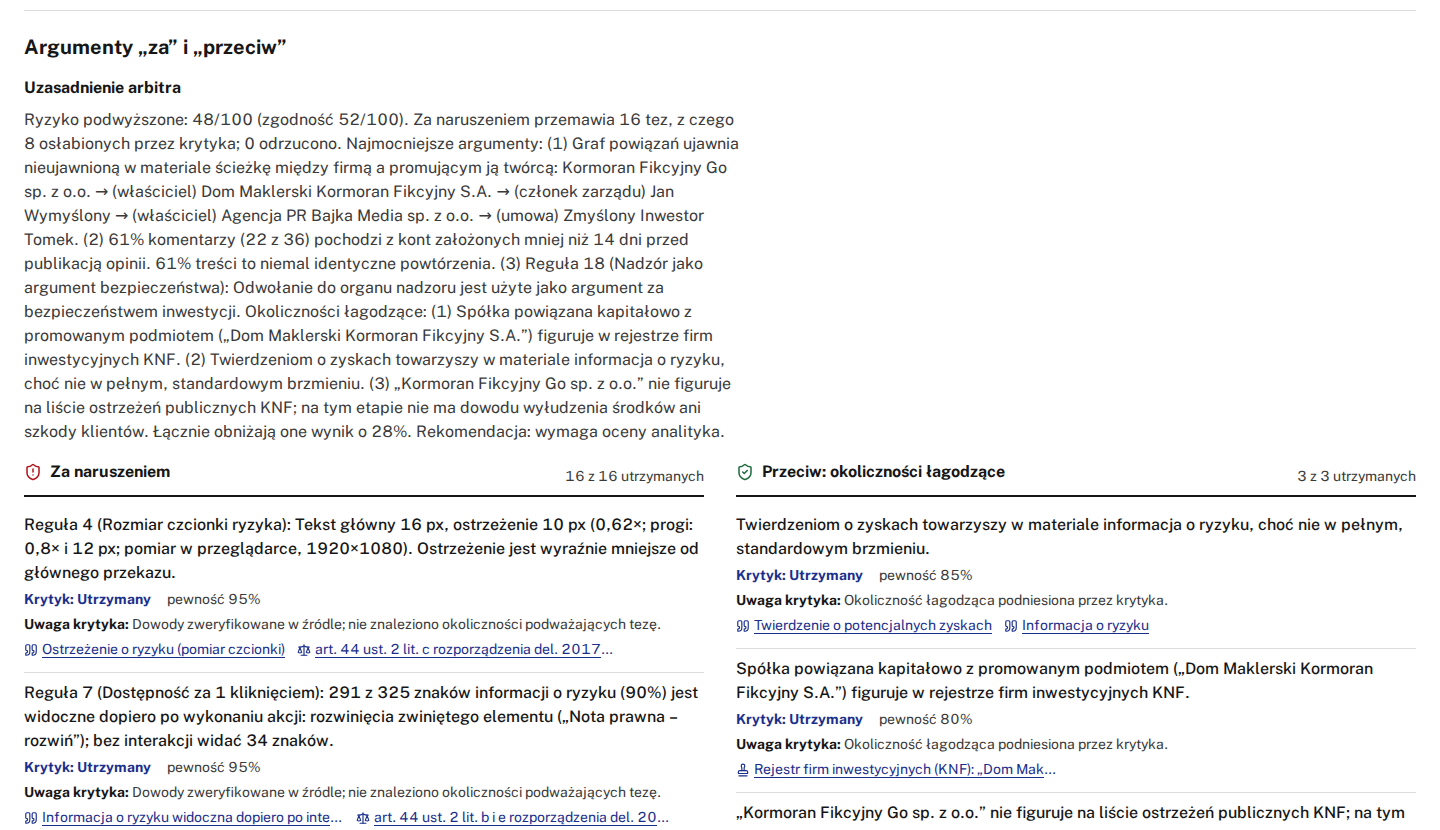 Argumenty „za” i „przeciw”
Uzasadnienie arbitra
Ryzyko podwyższone: 48/100 (zgodność 52/100). Za naruszeniem przemawia 16 tez, z czego
8 osłabionych przez krytyka; 0 odrzucono. Najmocniejsze argumenty: (1) Graf powiązań ujawnia
nieujawnioną w materiale ścieżkę między firmą a promującym ją twórcą: Kormoran Fikcyjny Go
sp. z o.o. → (właściciel) Dom Maklerski Kormoran Fikcyjny S.A. → (członek zarządu) Jan
Wymyślony → (właściciel) Agencja PR Bajka Media sp. z o.o. → (umowa) Zmyślony Inwestor
Tomek. (2) 61% komentarzy (22 z 36) pochodzi z kont założonych mniej niż 14 dni przed
publikacją opinii. 61% treści to niemal identyczne powtórzenia. (3) Reguła 18 (Nadzór jako
argument bezpieczeństwa): Odwołanie do organu nadzoru jest użyte jako argument za
bezpieczeństwem inwestycji. Okoliczności łagodzące: (1) Spółka powiązana kapitałowo z
promowanym podmiotem („Dom Maklerski Kormoran Fikcyjny S.A.”) figuruje w rejestrze firm
inwestycyjnych KNF. (2) Twierdzeniom o zyskach towarzyszy w materiale informacja o ryzyku,
choć nie w pełnym, standardowym brzmieniu. (3) „Kormoran Fikcyjny Go sp. z o.o.” nie figuruje
na liście ostrzeżeń publicznych KNF; na tym etapie nie ma dowodu wyłudzenia środków ani
szkody klientów. Łącznie obniżają one wynik o 28%. Rekomendacja: wymaga oceny analityka.
Za naruszeniem
16 z 16 utrzymanych
Reguła 4 (Rozmiar czcionki ryzyka): Tekst główny 16 px, ostrzeżenie 10 px (0,62×; progi:
0,8× i 12 px; pomiar w przeglądarce, 1920×1080). Ostrzeżenie jest wyraźnie mniejsze od
głównego przekazu.
Krytyk: Utrzymany pewność 95%
Uwaga krytyka: Dowody zweryfikowane w źródle; nie znaleziono okoliczności podważających tezę.
Ostrzeżenie o ryzyku (pomiar czcionki) art. 44 ust. 2 lit. c rozporządzenia del. 2017…
Reguła 7 (Dostępność za 1 kliknięciem): 291 z 325 znaków informacji o ryzyku (90%) jest
widoczne dopiero po wykonaniu akcji: rozwinięcia zwiniętego elementu („Nota prawna –
rozwiń”); bez interakcji widać 34 znaków.
Krytyk: Utrzymany pewność 95%
Uwaga krytyka: Dowody zweryfikowane w źródle; nie znaleziono okoliczności podważających tezę.
Informacja o ryzyku widoczna dopiero po inte… art. 44 ust. 2 lit. b i e rozporządzenia del. 20…
Przeciw: okoliczności łagodzące
3 z 3 utrzymanych
Twierdzeniom o zyskach towarzyszy w materiale informacja o ryzyku, choć nie w pełnym,
standardowym brzmieniu.
Krytyk: Utrzymany pewność 85%
Uwaga krytyka: Okoliczność łagodząca podniesiona przez krytyka.
Twierdzenie o potencjalnych zyskach Informacja o ryzyku
Spółka powiązana kapitałowo z promowanym podmiotem („Dom Maklerski Kormoran
Fikcyjny S.A.”) figuruje w rejestrze firm inwestycyjnych KNF.
Krytyk: Utrzymany pewność 80%
Uwaga krytyka: Okoliczność łagodząca podniesiona przez krytyka.
Rejestr firm inwestycyjnych (KNF): „Dom Mak…
„Kormoran Fikcyjny Go sp. z o.o.” nie figuruje na liście ostrzeżeń publicznych KNF; na tym